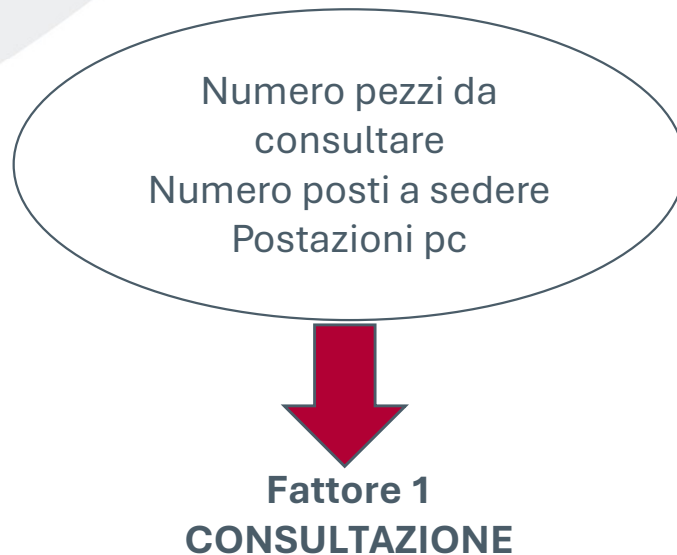 Numero pezzi da
consultare
Numero posti a sedere
Postazioni pc
Fattore 1
CONSULTAZIONE